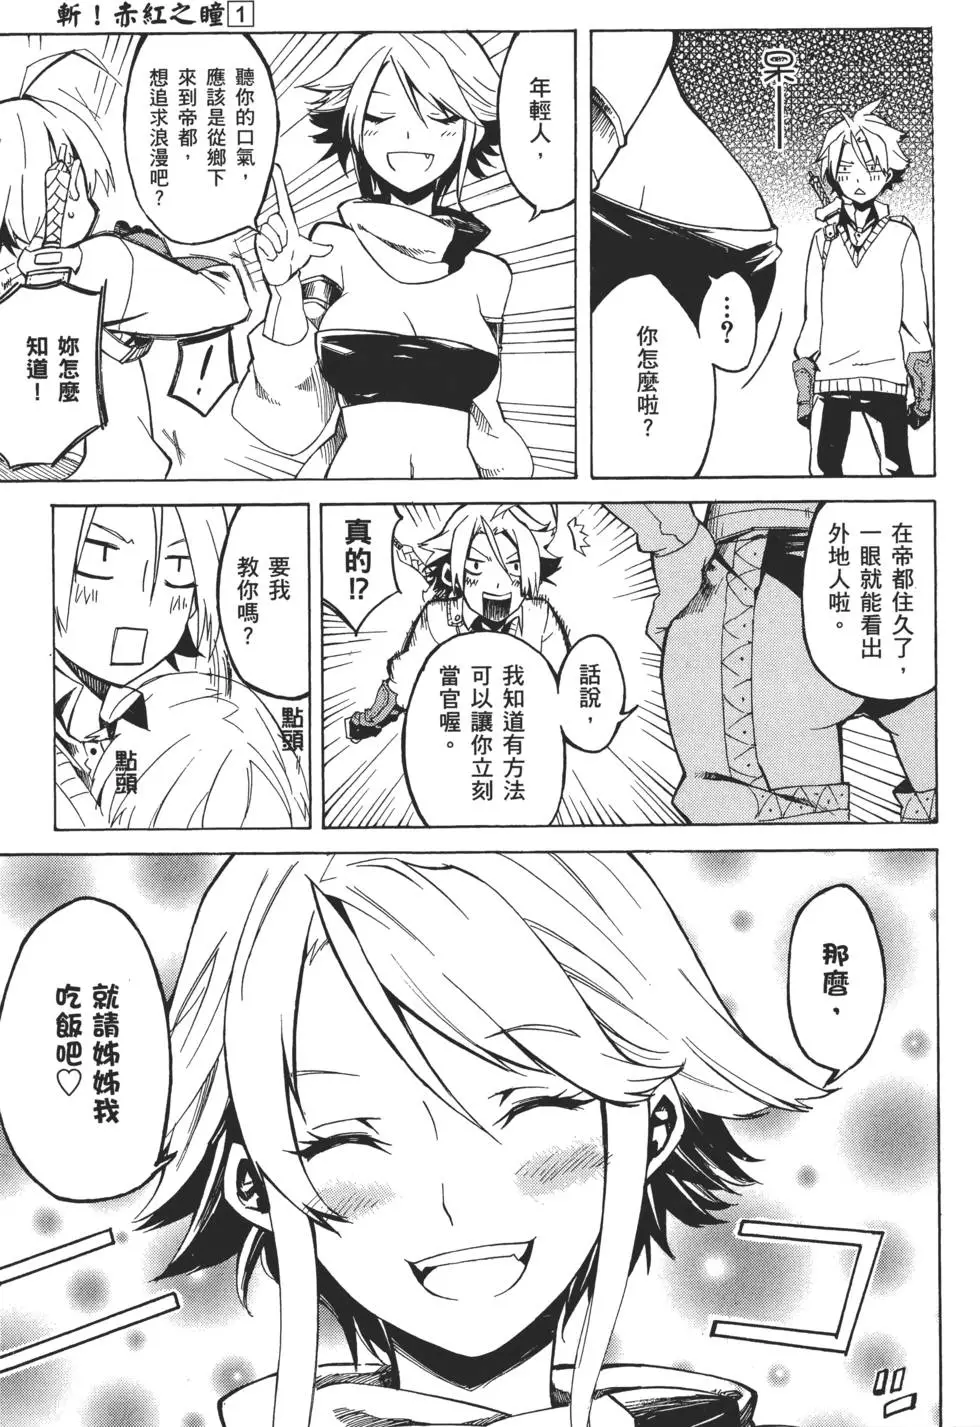 斬！赤紅之瞳1
呆──
…？
你怎麼啦？
年輕人，
聽你的口氣，
應該是從鄉下
來到帝都，
想追求浪漫吧？
！
妳怎麼
知道！
在帝都住久了，
一眼就能看出
外地人啦。
話說，
我知道有方法
可以讓你立刻
當官喔。
真的!?
要我
教你嗎？
點頭
點頭
那麼，
就請姊姊我
吃飯吧♡
ニコッ